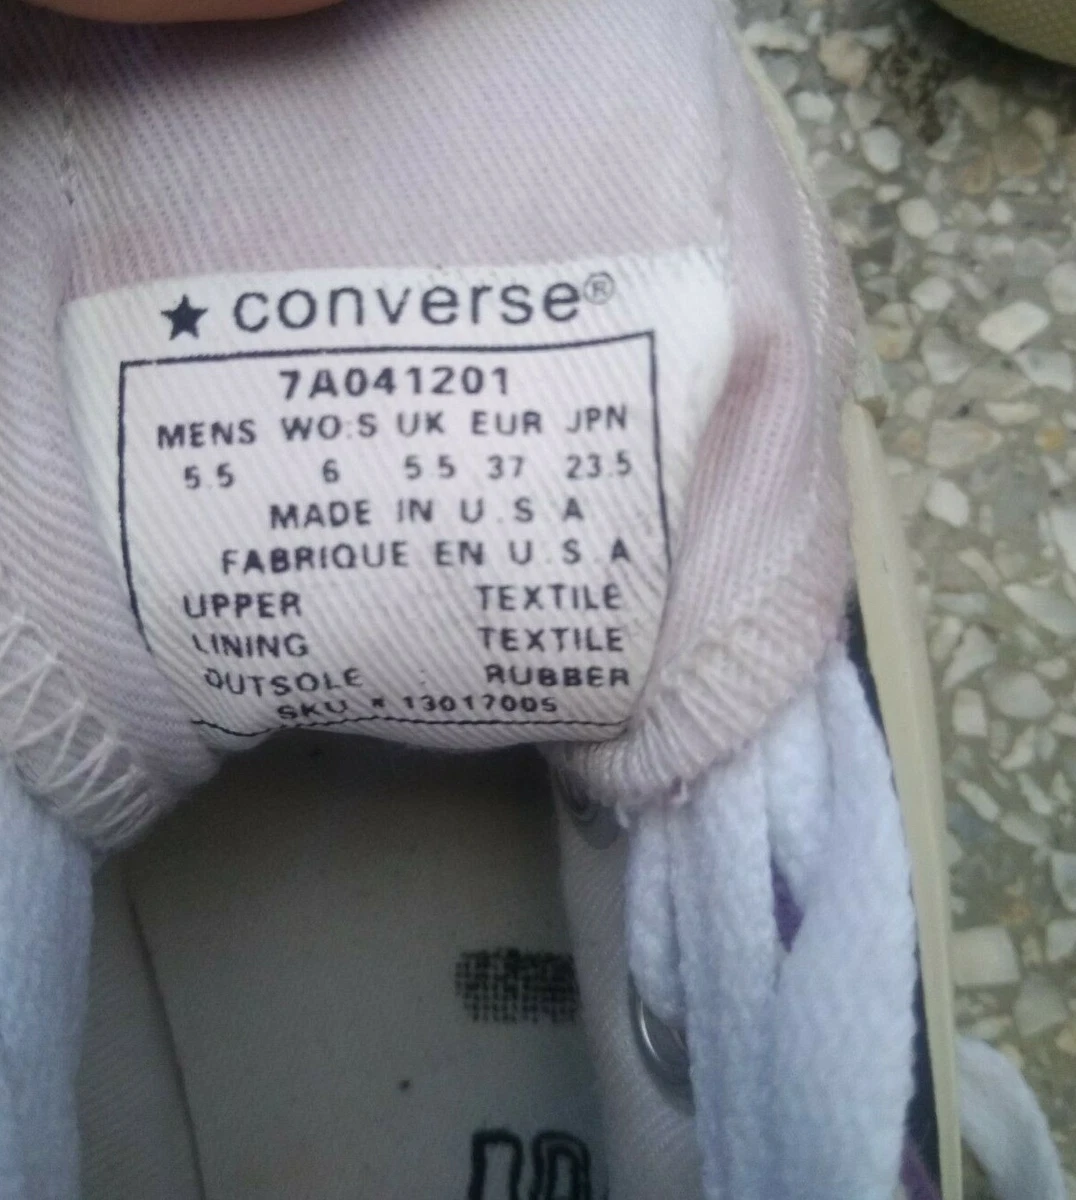 ★ converse®
7A041201
MENS WO:S UK EUR JPN
5.5 6 5 5 37 23.5
MADE IN U.S A
FABRIQUE EN U.S.A
UPPER TEXTILE
LINING TEXTILE
OUTSOLE RUBBER
SKU # 13017005